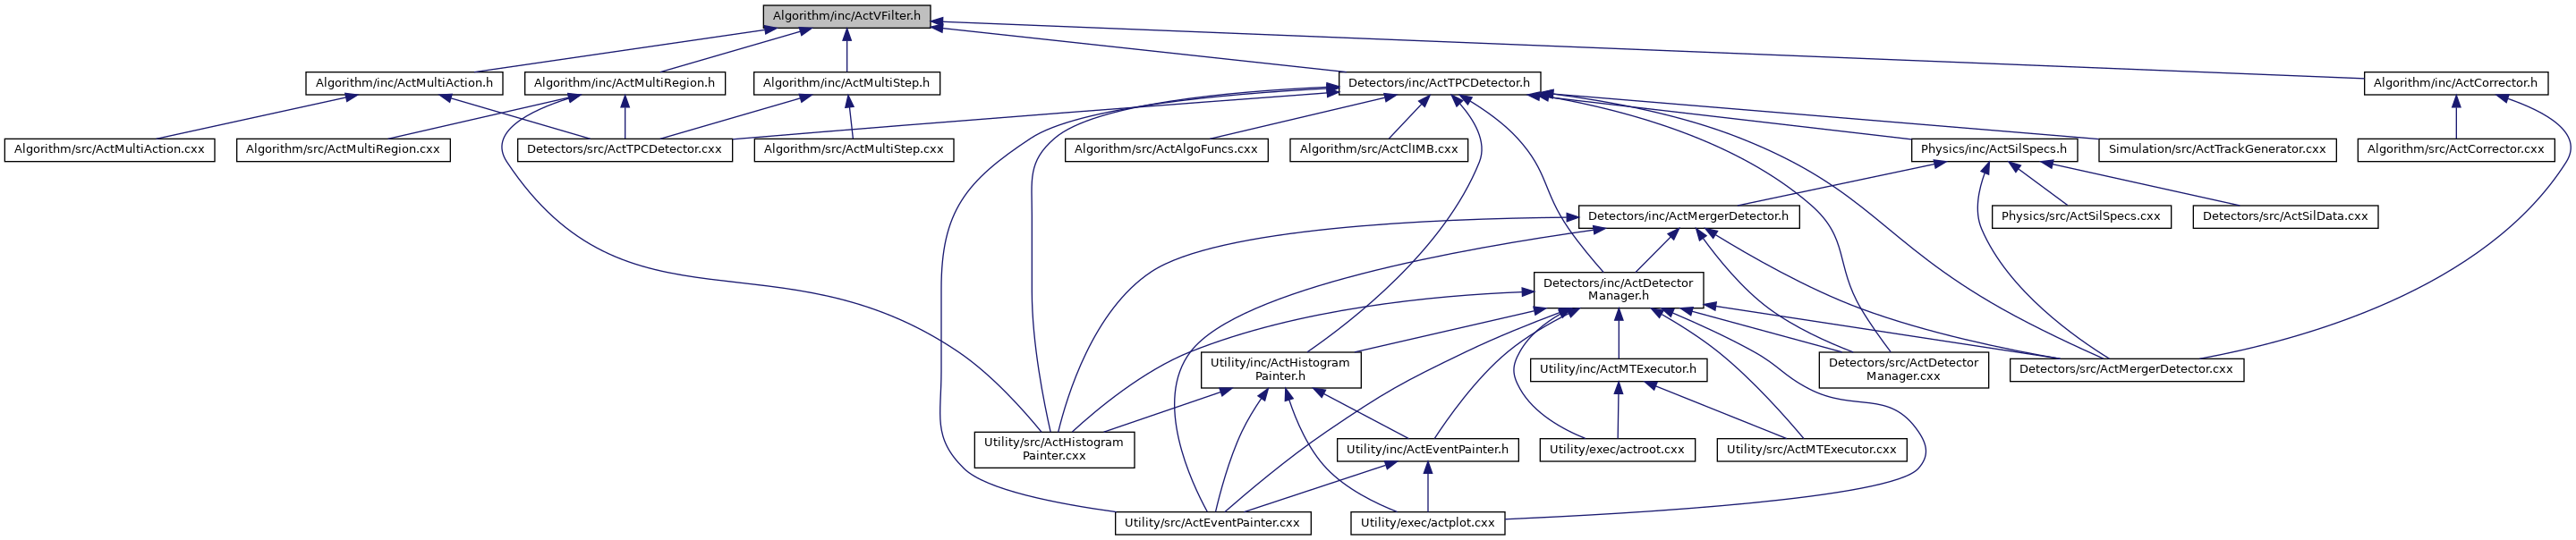 Algorithm/inc/ActVFilter.h
Algorithm/inc/ActMultiAction.h
Algorithm/inc/ActMultiRegion.h
Algorithm/inc/ActMultiStep.h
Detectors/inc/ActTPCDetector.h
Algorithm/inc/ActCorrector.h
Algorithm/src/ActMultiAction.cxx
Algorithm/src/ActMultiRegion.cxx
Detectors/src/ActTPCDetector.cxx
Algorithm/src/ActMultiStep.cxx
Algorithm/src/ActAlgoFuncs.cxx
Algorithm/src/ActClIMB.cxx
Physics/inc/ActSilSpecs.h
Simulation/src/ActTrackGenerator.cxx
Algorithm/src/ActCorrector.cxx
Detectors/inc/ActMergerDetector.h
Physics/src/ActSilSpecs.cxx
Detectors/src/ActSilData.cxx
Detectors/inc/ActDetector
Manager.h
Utility/inc/ActHistogram
Painter.h
Utility/inc/ActMTExecutor.h
Detectors/src/ActDetector
Manager.cxx
Detectors/src/ActMergerDetector.cxx
Utility/src/ActHistogram
Painter.cxx
Utility/inc/ActEventPainter.h
Utility/exec/actroot.cxx
Utility/src/ActMTExecutor.cxx
Utility/src/ActEventPainter.cxx
Utility/exec/actplot.cxx